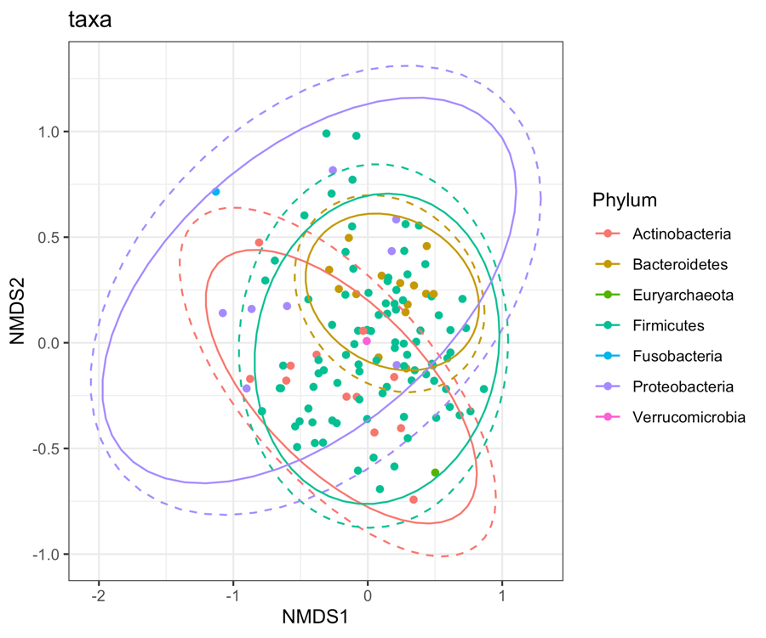 taxa
1.0
0.5
0.0
-0.5
-1.0
NMDS2
-2
-1
0
1
NMDS1
Phylum
Actinobacteria
Bacteroidetes
Euryarchaeota
Firmicutes
Fusobacteria
Proteobacteria
Verrucomicrobia